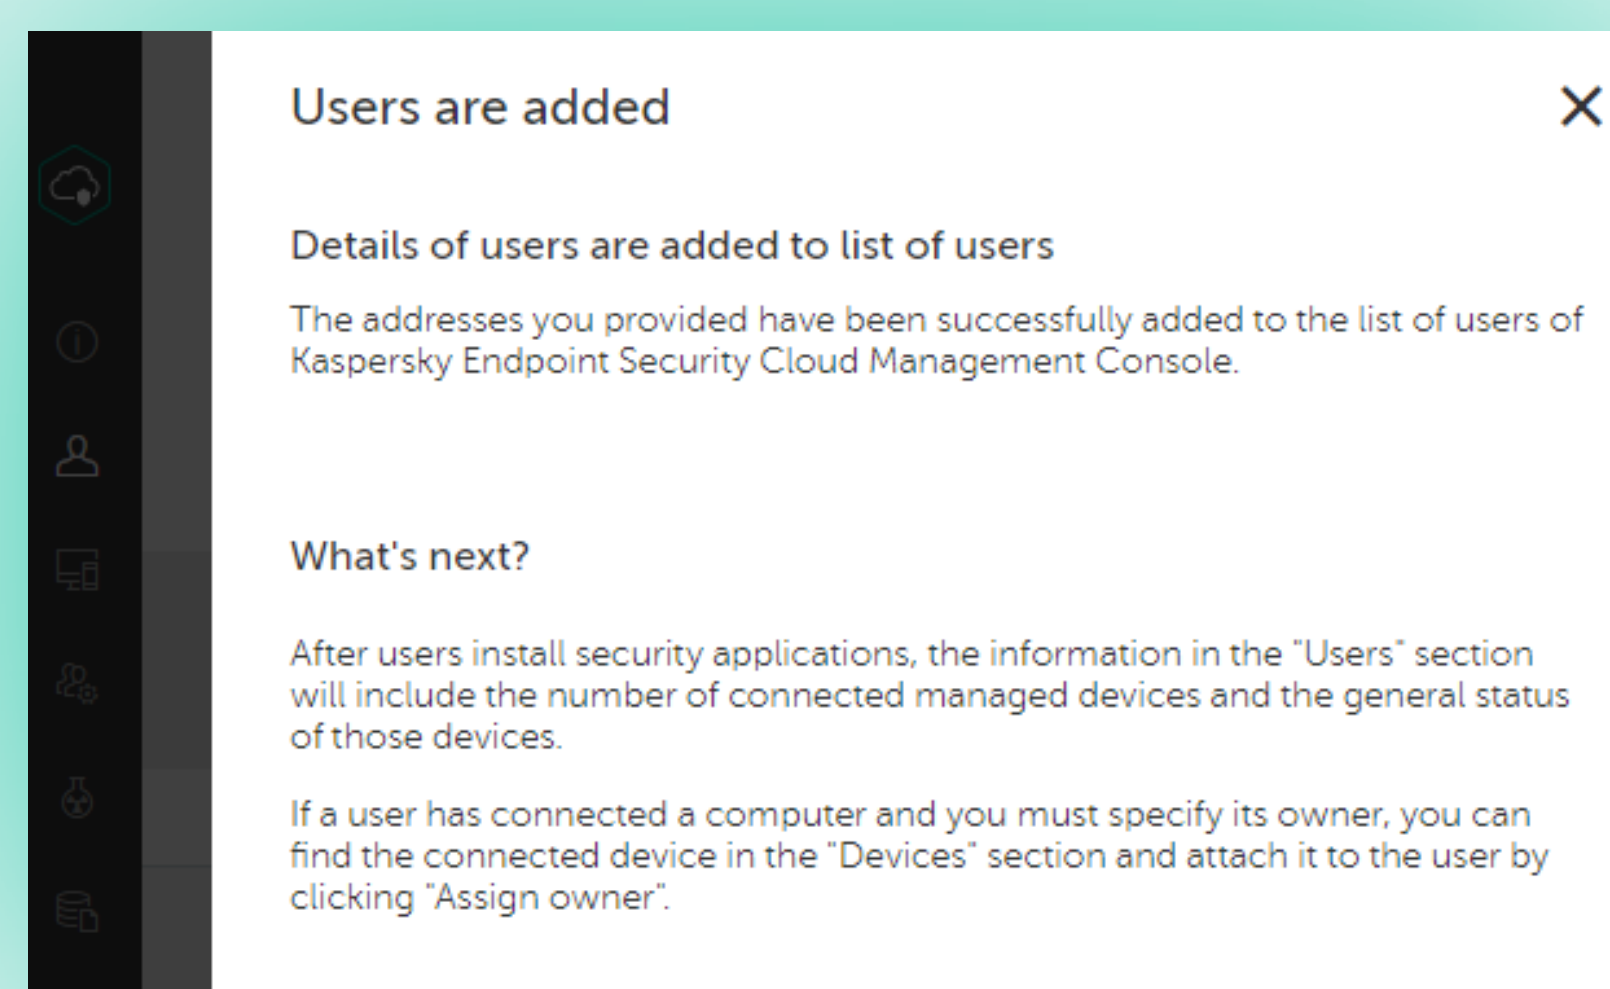 Users are added
Details of users are added to list of users
The addresses you provided have been successfully added to the list of users of
Kaspersky Endpoint Security Cloud Management Console.
What's next?
After users install security applications, the information in the "Users" section
will include the number of connected managed devices and the general status
of those devices.
If a user has connected a computer and you must specify its owner, you can
find the connected device in the "Devices" section and attach it to the user by
clicking "Assign owner".